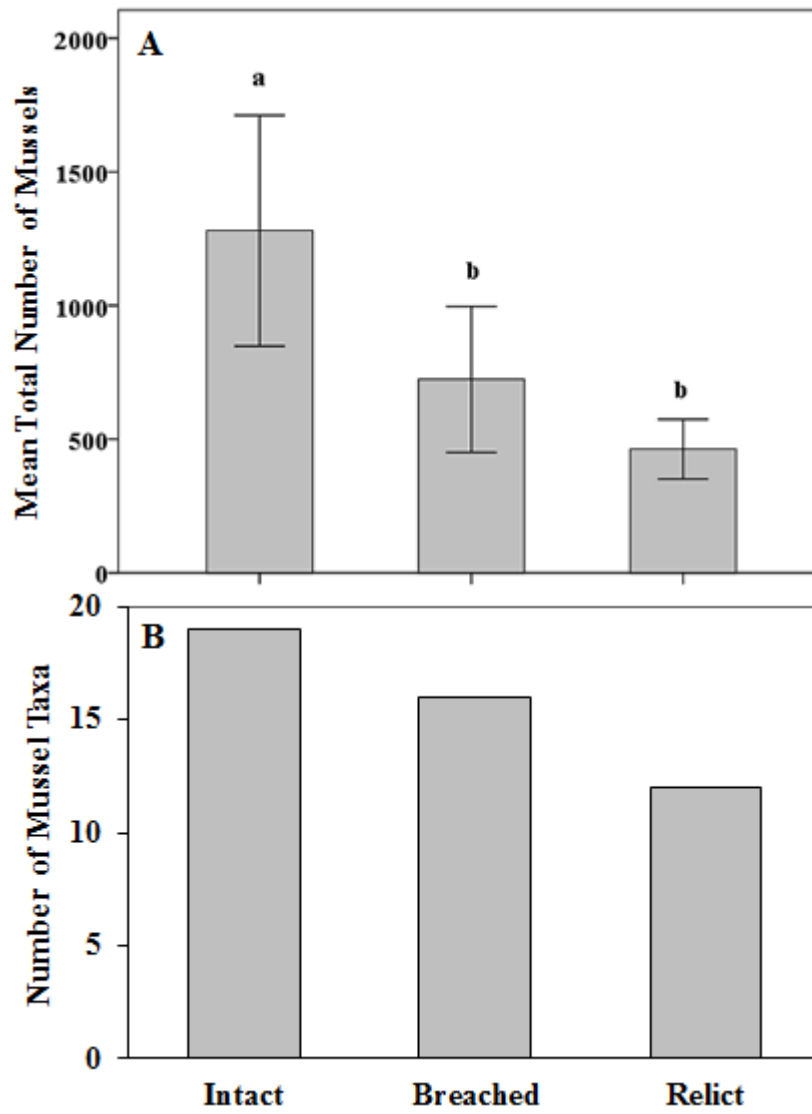 A
Mean Total Number of Mussels
2000
1500
1000
500
0
a
b
b
B
Number of Mussel Taxa
20
15
10
5
0
Intact Breached Relict